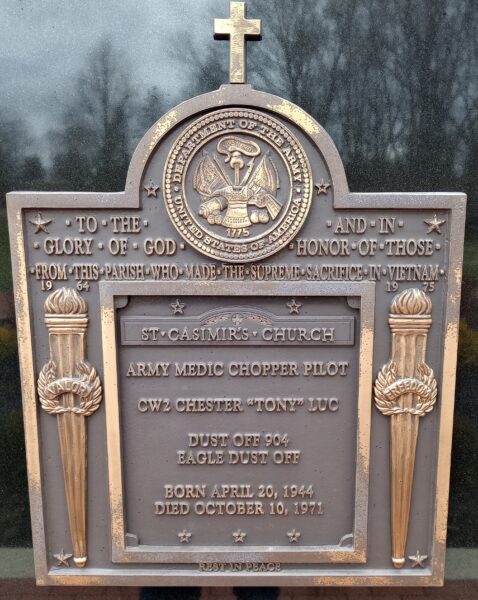 DEPARTMENT OF THE ARMY
UNITED STATES OF AMERICA
1775
TO · THE · · AND · IN ·
· GLORY · OF · GOD · · HONOR · OF · THOSE ·
· FROM · THIS · PARISH · WHO · MADE · THE · SUPREME · SACRIFICE · IN · VIETNAM ·
1964 1975
VALOR
VALOR
ST · CASIMIR'S · CHURCH
ARMY MEDIC CHOPPER PILOT
CW2 CHESTER "TONY" LUC
DUST OFF 904
EAGLE DUST OFF
BORN APRIL 20, 1944
DIED OCTOBER 10, 1971
REST IN PEACE